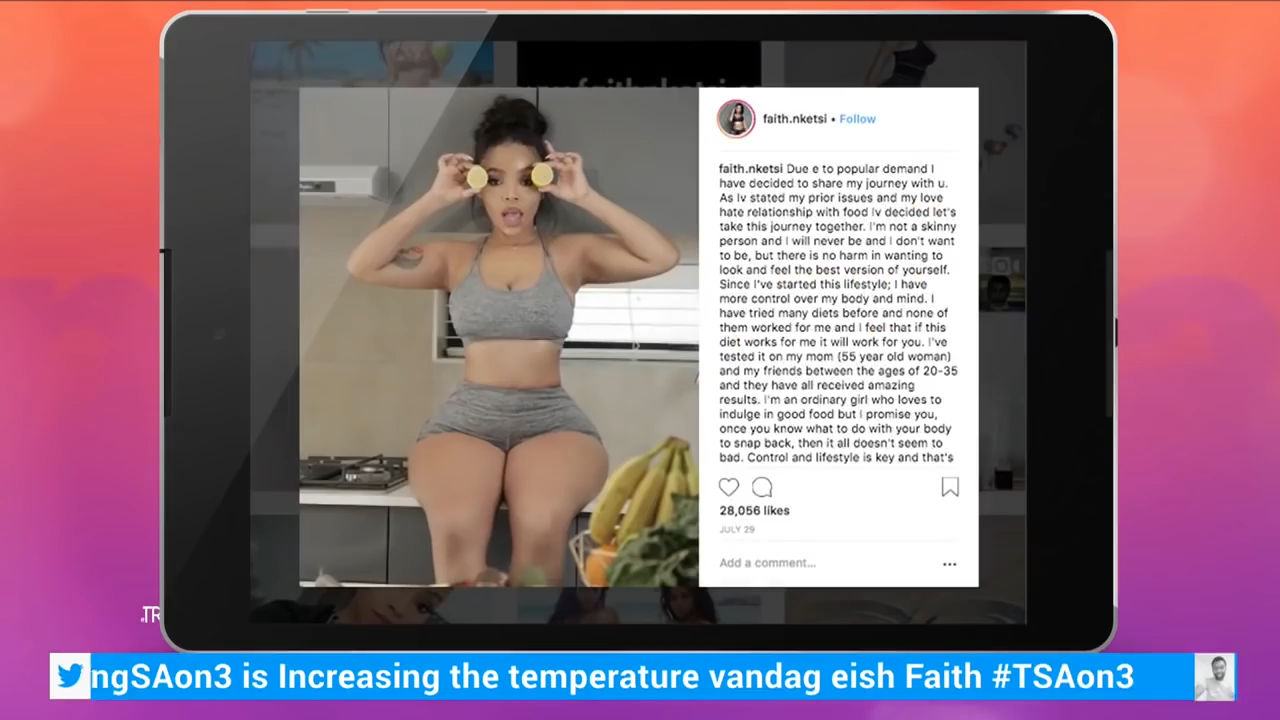 faith.nketsi • Follow
faith.nketsi Due e to popular demand I
have decided to share my journey with u.
As Iv stated my prior issues and my love
hate relationship with food Iv decided let's
take this journey together. I'm not a skinny
person and I will never be and I don't want
to be, but there is no harm in wanting to
look and feel the best version of yourself.
Since I've started this lifestyle; I have
more control over my body and mind. I
have tried many diets before and none of
them worked for me and I feel that if this
diet works for me it will work for you. I've
tested it on my mom (55 year old woman)
and my friends between the ages of 20-35
and they have all received amazing
results. I'm an ordinary girl who loves to
indulge in good food but I promise you,
once you know what to do with your body
to snap back, then it all doesn't seem to
bad. Control and lifestyle is key and that's
28,056 likes
JULY 29
Add a comment...
TR
ngSAon3 is Increasing the temperature vandag eish Faith #TSAon3